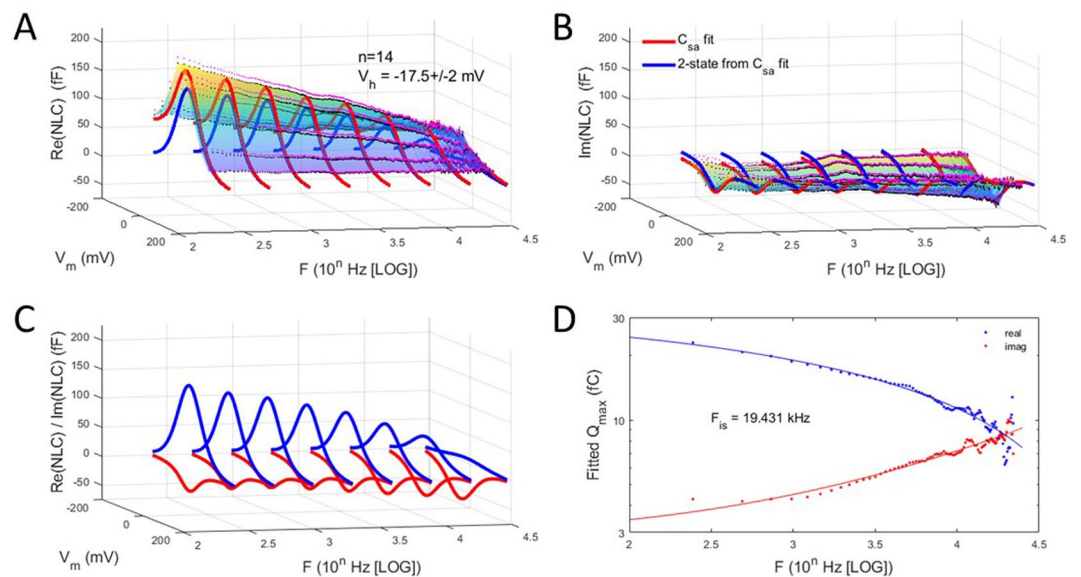 A
Re(NLC) (fF)
200
150
100
50
0
-50
-200
0
200
V_m (mV)
2
2.5
3
3.5
4
4.5
F (10^n Hz [LOG])
n=14
V_h = -17.5+/-2 mV
B
Im(NLC) (fF)
200
150
100
50
0
-50
-200
0
200
V_m (mV)
2
2.5
3
3.5
4
4.5
F (10^n Hz [LOG])
C_sa fit
2-state from C_sa fit
C
Re(NLC) / Im(NLC) (fF)
200
150
100
50
0
-50
-200
0
200
V_m (mV)
2
2.5
3
3.5
4
4.5
F (10^n Hz [LOG])
D
Fitted Q_max (fC)
30
10
3
2
2.5
3
3.5
4
4.5
F (10^n Hz [LOG])
real
imag
F_is = 19.431 kHz